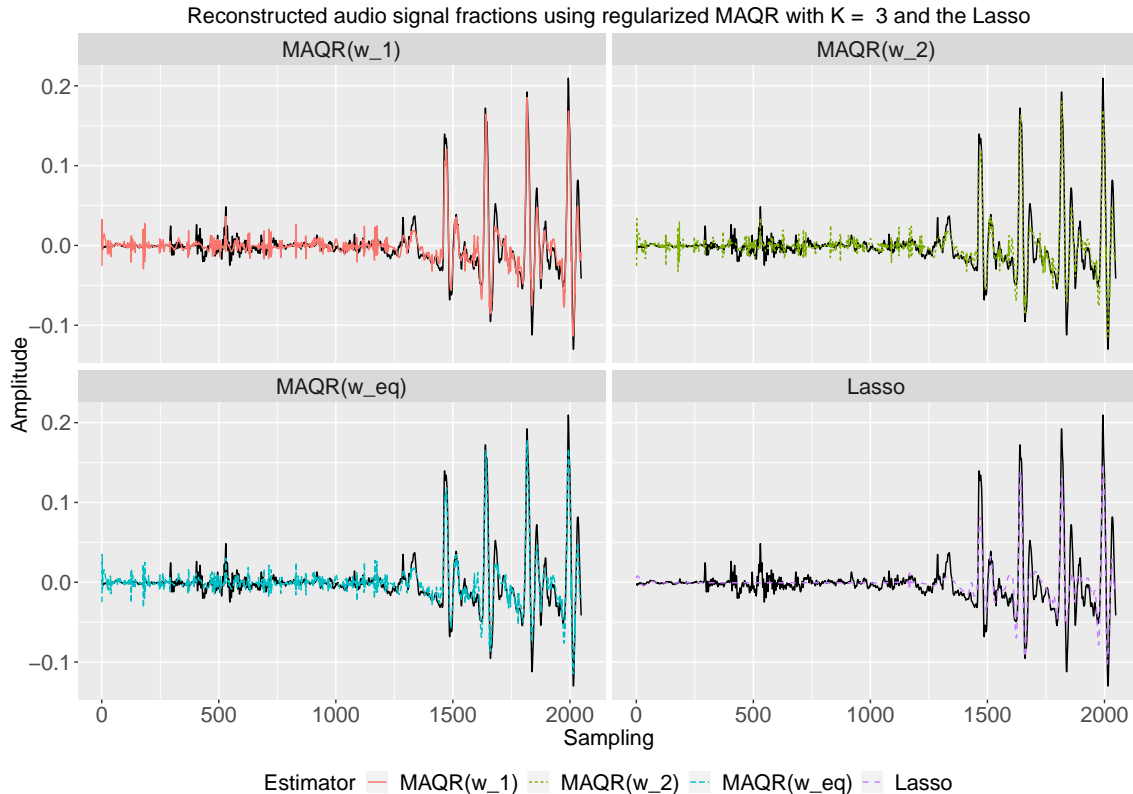 Reconstructed audio signal fractions using regularized MAQR with K = 3 and the Lasso
MAQR(w_1) MAQR(w_2)
0.2
0.1
0.0
−0.1
MAQR(w_eq) Lasso
0.2
0.1
0.0
−0.1
Amplitude
0 500 1000 1500 2000 0 500 1000 1500 2000
Sampling
Estimator MAQR(w_1) MAQR(w_2) MAQR(w_eq) Lasso